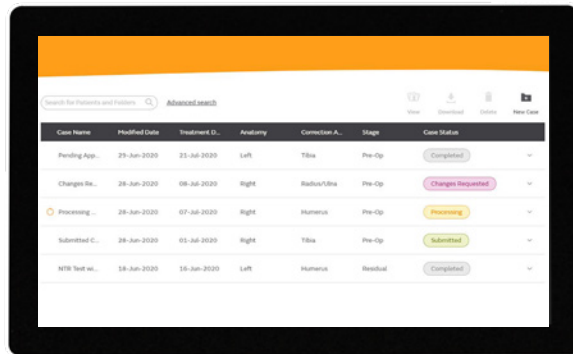 Search for Patients and Folders
Advanced search
View
Download
Delete
New Case
Case Name Modified Date Treatment D... Anatomy Correction A... Stage Case Status
Pending App... 29-Jun-2020 21-Jul-2020 Left Tibia Pre-Op Completed
Changes Re... 28-Jun-2020 08-Jul-2020 Right Radius/Ulna Pre-Op Changes Requested
Processing ... 26-Jun-2020 07-Jul-2020 Right Humerus Pre-Op Processing
Submitted C... 28-Jun-2020 01-Jul-2020 Right Tibia Pre-Op Submitted
NTR Test wi... 18-Jun-2020 16-Jun-2020 Left Humerus Residual Completed